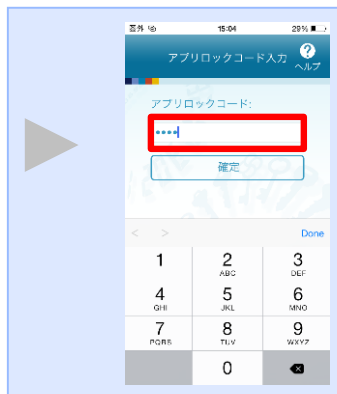 圏外 15:04 29%
アプリロックコード入力 ?
ヘルプ
アプリロックコード:
••••
確定
< > Done
1 2 3
ABC DEF
4 5 6
GHI JKL MNO
7 8 9
PQRS TUV WXYZ
0